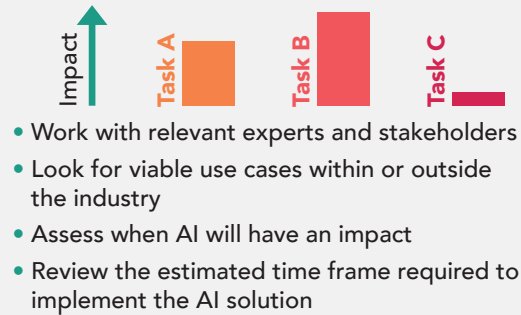 Impact
Task A
Task B
Task C
• Work with relevant experts and stakeholders
• Look for viable use cases within or outside
the industry
• Assess when AI will have an impact
• Review the estimated time frame required to
implement the AI solution